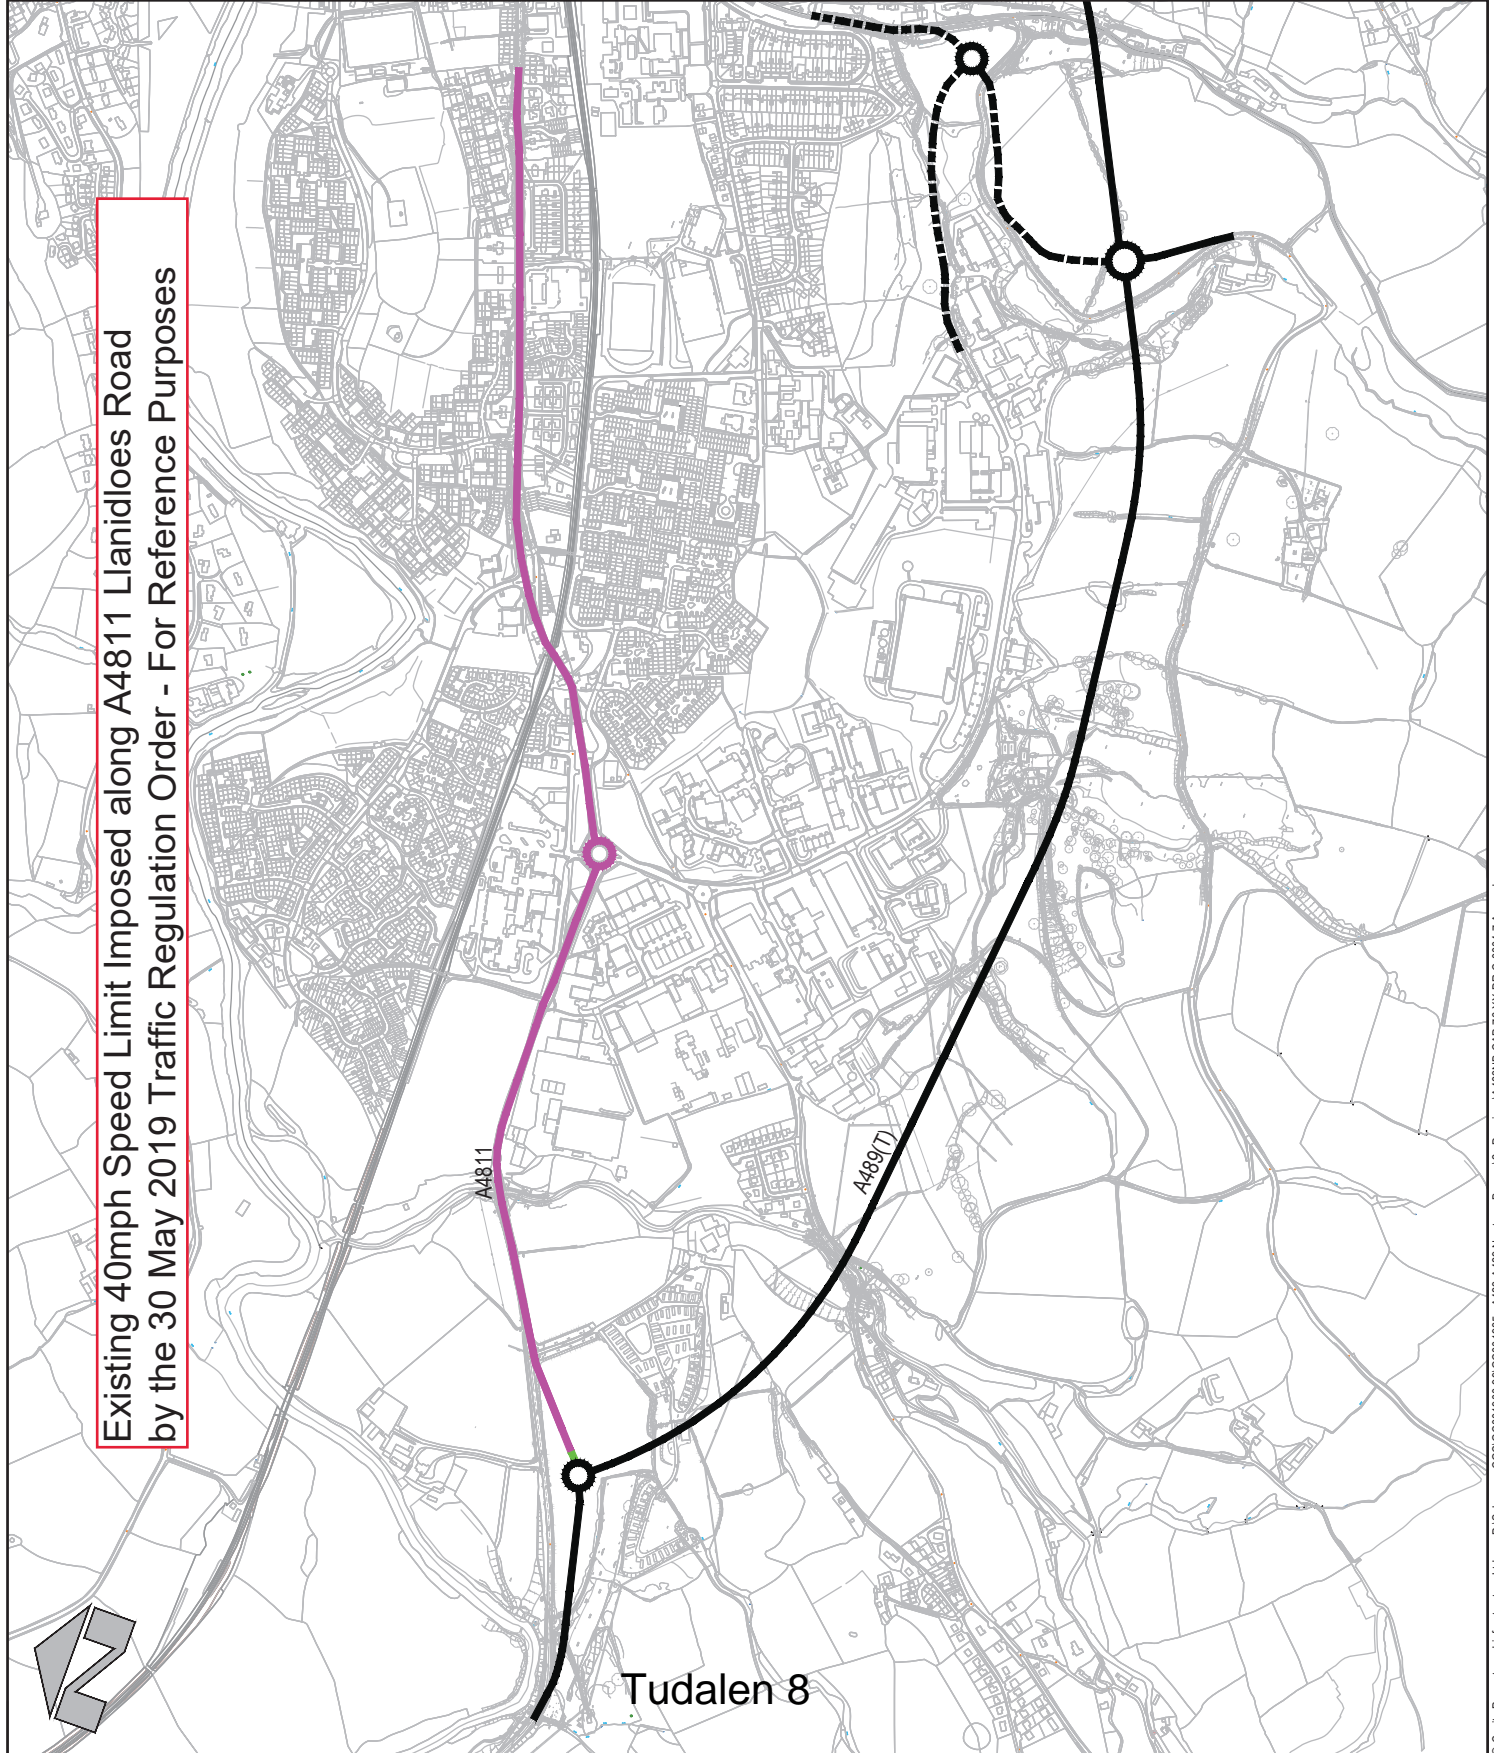 Existing 40mph Speed Limit Imposed along A4811 Llanidloes Road
by the 30 May 2019 Traffic Regulation Order - For Reference Purposes
A4811
A489(T)
Tudalen 8